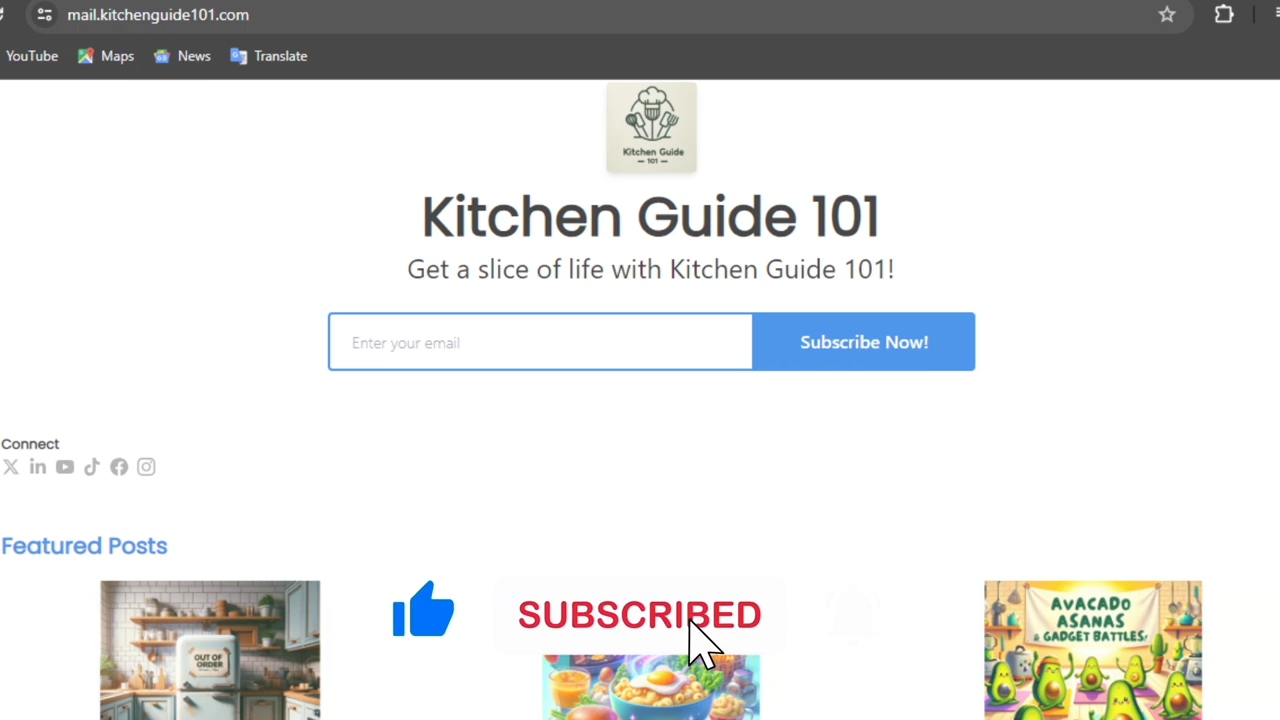 mail.kitchenguide101.com
YouTube Maps News Translate
Kitchen Guide
— 101 —
Kitchen Guide 101
Get a slice of life with Kitchen Guide 101!
Enter your email
Subscribe Now!
Connect
Featured Posts
OUT OF
ORDER
SUBSCRIBED
AVACADO
ASANAS
& GADGET BATTLES!